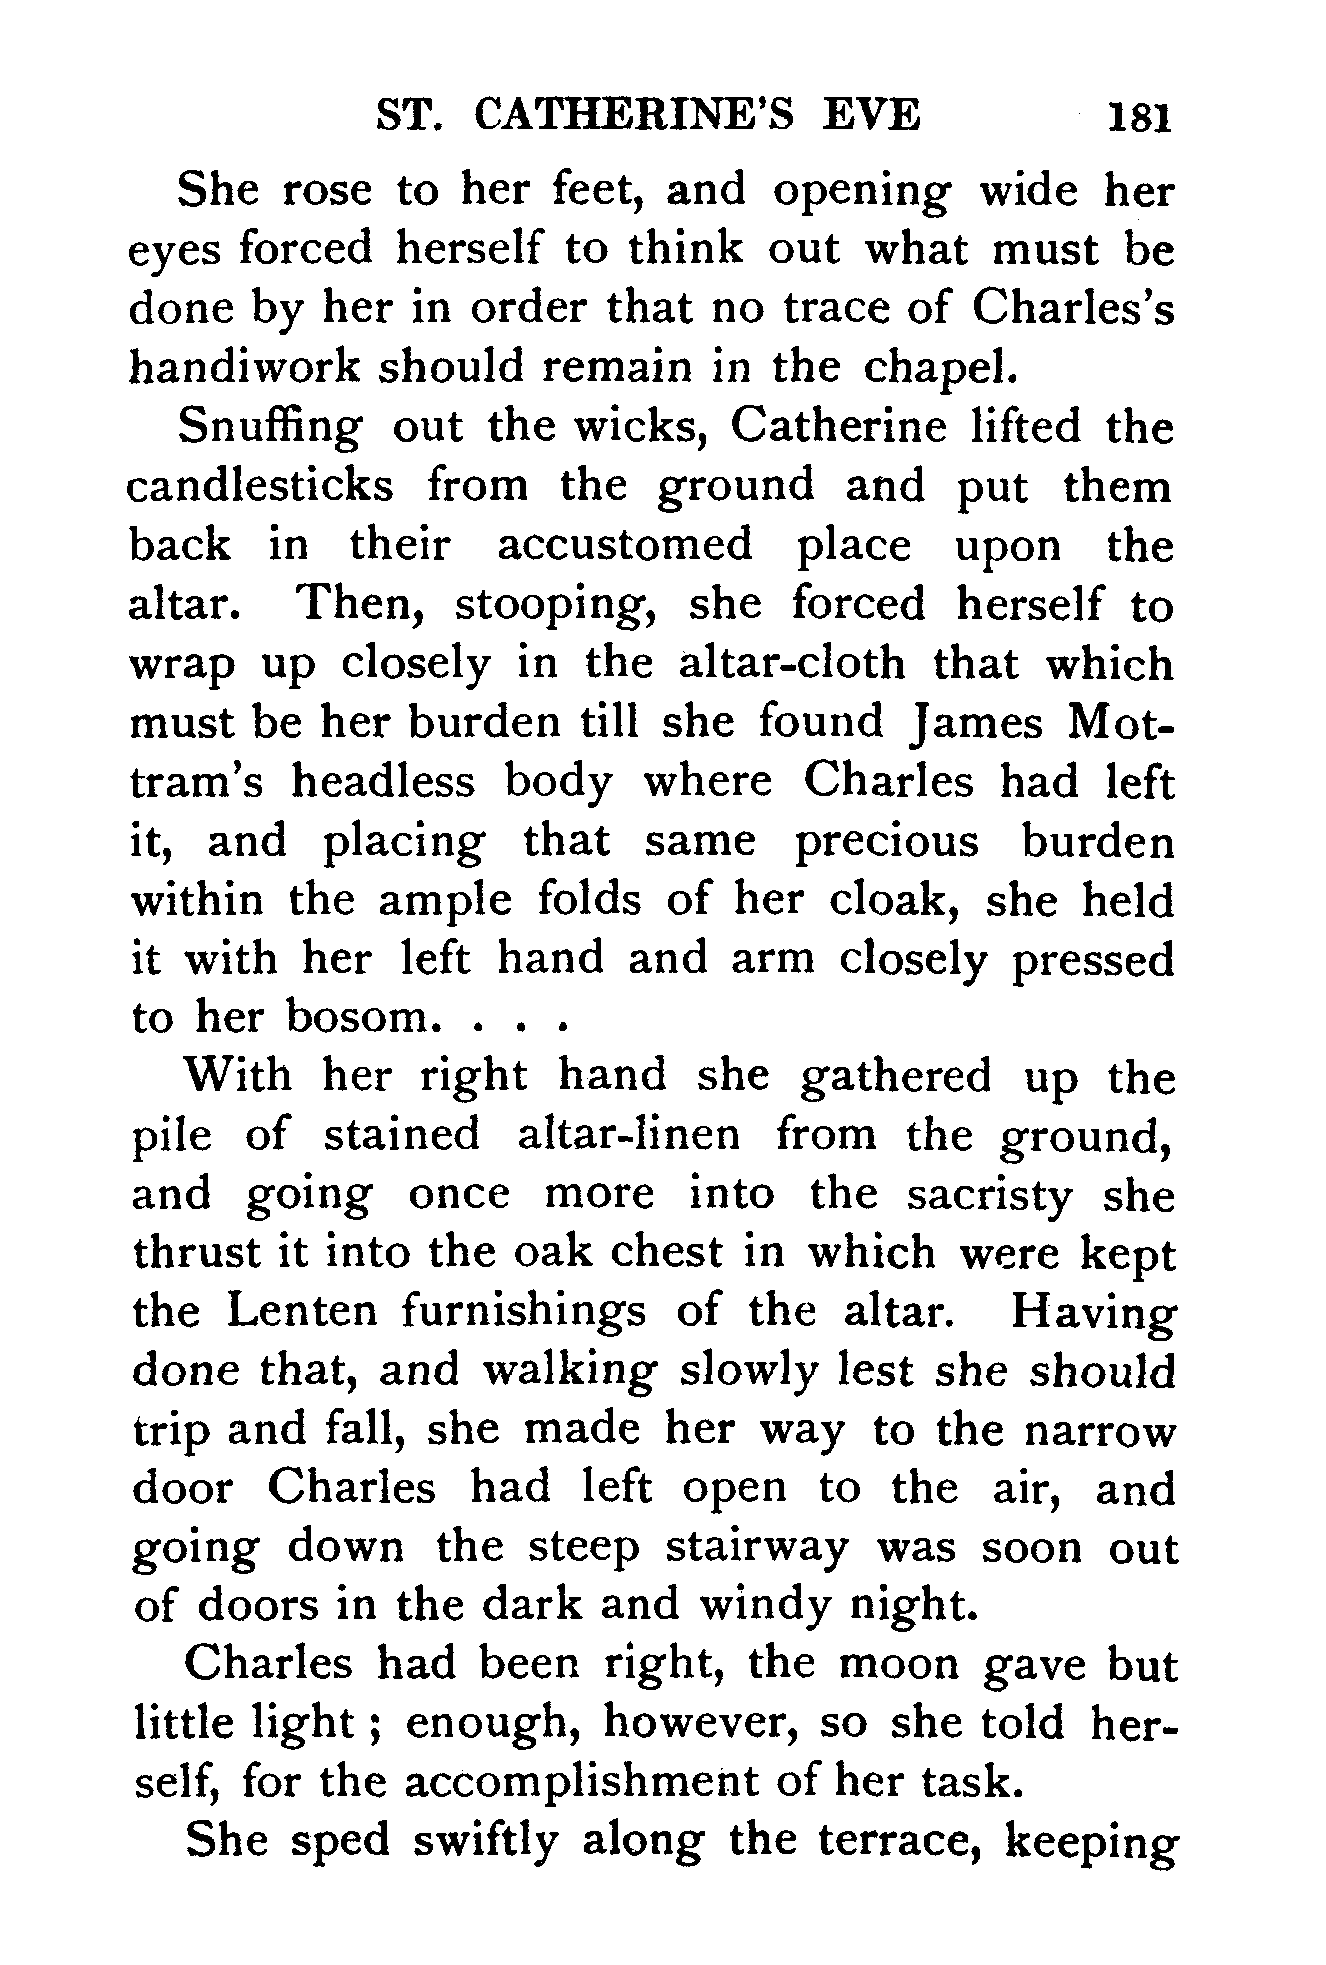 ST. CATHERINE'S EVE 181
She rose to her feet, and opening wide her
eyes forced herself to think out what must be
done by her in order that no trace of Charles's
handiwork should remain in the chapel.
Snuffing out the wicks, Catherine lifted the
candlesticks from the ground and put them
back in their accustomed place upon the
altar. Then, stooping, she forced herself to
wrap up closely in the altar-cloth that which
must be her burden till she found James Mot-
tram's headless body where Charles had left
it, and placing that same precious burden
within the ample folds of her cloak, she held
it with her left hand and arm closely pressed
to her bosom. . . .
With her right hand she gathered up the
pile of stained altar-linen from the ground,
and going once more into the sacristy she
thrust it into the oak chest in which were kept
the Lenten furnishings of the altar. Having
done that, and walking slowly lest she should
trip and fall, she made her way to the narrow
door Charles had left open to the air, and
going down the steep stairway was soon out
of doors in the dark and windy night.
Charles had been right, the moon gave but
little light ; enough, however, so she told her-
self, for the accomplishment of her task.
She sped swiftly along the terrace, keeping